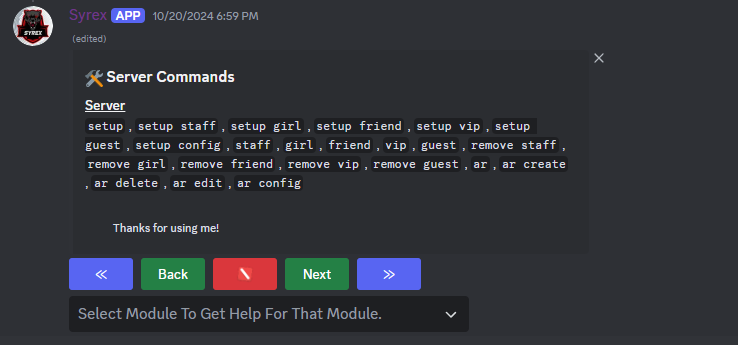 Syrex APP 10/20/2024 6:59 PM
(edited)
Server Commands
Server
setup , setup staff , setup girl , setup friend , setup vip , setup
guest , setup config , staff , girl , friend , vip , guest , remove staff ,
remove girl , remove friend , remove vip , remove guest , ar , ar create
, ar delete , ar edit , ar config
Thanks for using me!
Back Next
Select Module To Get Help For That Module.
SYREX